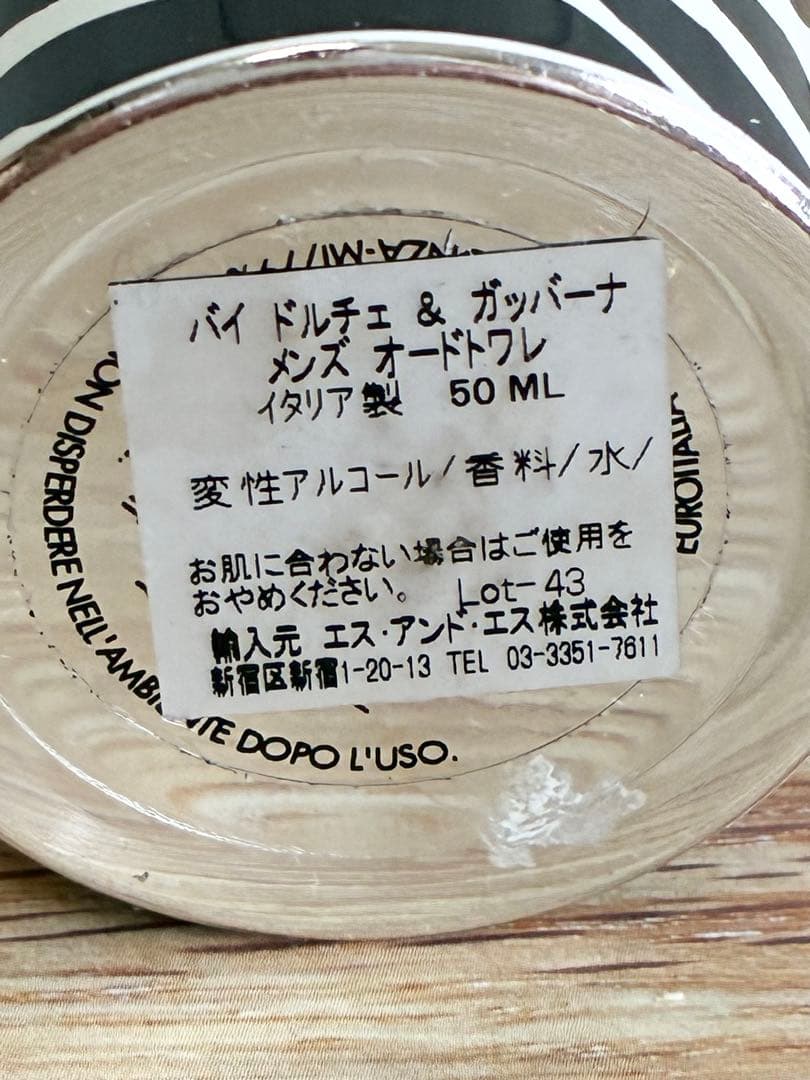 バイ ドルチェ & ガッバーナ
メンズ オードトワレ
イタリア製 50 ML
変性アルコール/香料/水/
お肌に合わない場合はご使用を
おやめください。 Lot-43
輸入元 エス・アンド・エス株式会社
新宿区新宿1-20-13 TEL 03-3351-7611
NON DISPERDERE NELL'AMBIENTE DOPO L'USO.
EUROITALIA